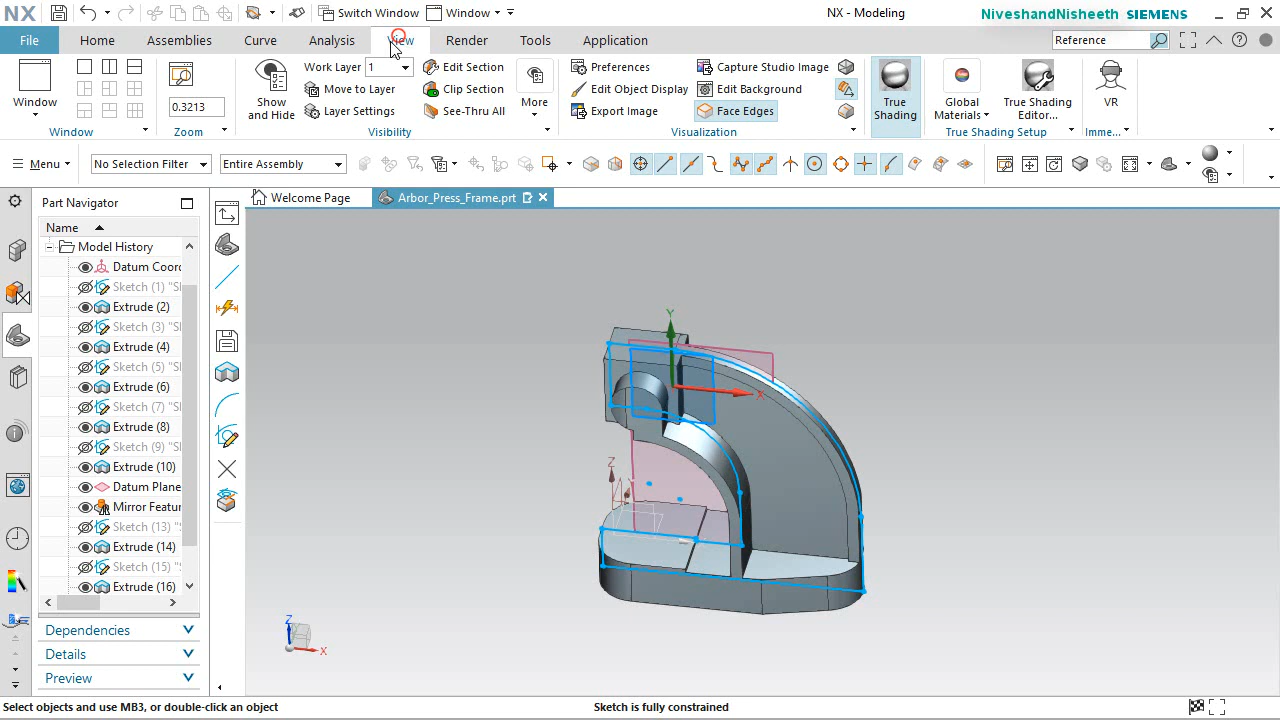 NX Switch Window Window NX - Modeling NiveshandNisheeth SIEMENS
File Home Assemblies Curve Analysis View Render Tools Application Reference
Window
Window
0.3213
Zoom
Show and Hide
Work Layer 1
Move to Layer
Layer Settings
Edit Section
Clip Section
See-Thru All
More
Visibility
Preferences
Edit Object Display
Export Image
Capture Studio Image
Edit Background
Face Edges
Visualization
True Shading
Global Materials
True Shading Editor...
True Shading Setup
VR
Imme...
Menu No Selection Filter Entire Assembly
Part Navigator
Welcome Page Arbor_Press_Frame.prt
Name
Model History
Datum Coord
Sketch (1) "S
Extrude (2)
Sketch (3) "S
Extrude (4)
Sketch (5) "S
Extrude (6)
Sketch (7) "S
Extrude (8)
Sketch (9) "S
Extrude (10)
Datum Plane
Mirror Featur
Sketch (13) "
Extrude (14)
Sketch (15) "
Extrude (16)
Dependencies
Details
Preview
Y
X
Z
Z
X
Select objects and use MB3, or double-click an object Sketch is fully constrained